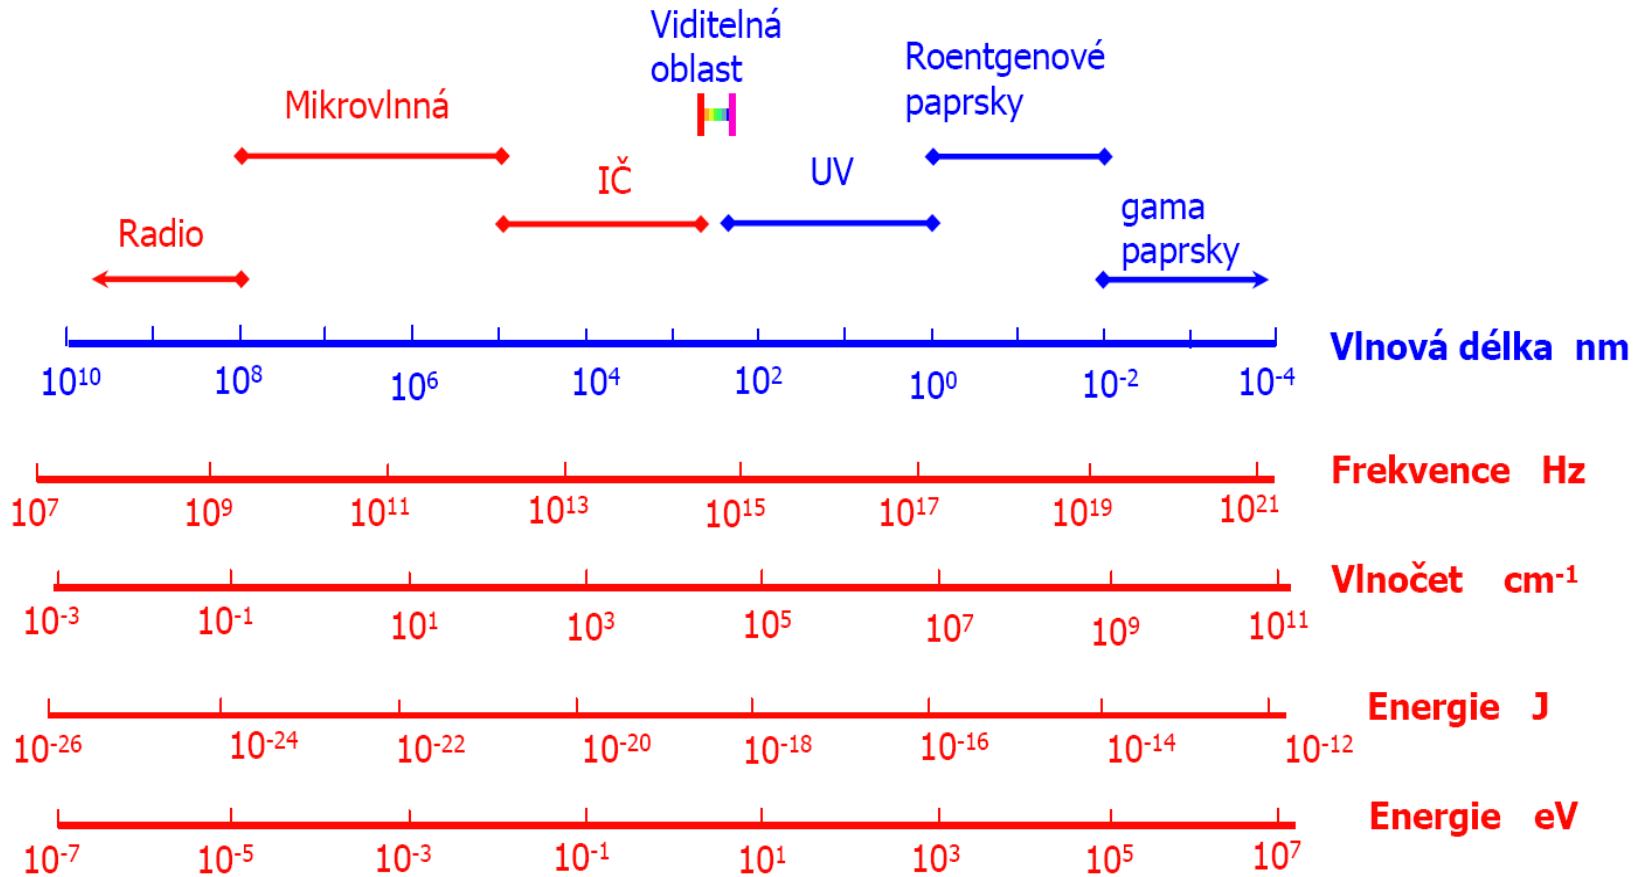 Viditelná
oblast
Roentgenové
paprsky
Mikrovlnná
IČ
UV
gama
paprsky
Radio
Vlnová délka nm
10¹⁰ 10⁸ 10⁶ 10⁴ 10² 10⁰ 10⁻² 10⁻⁴
Frekvence Hz
10⁷ 10⁹ 10¹¹ 10¹³ 10¹⁵ 10¹⁷ 10¹⁹ 10²¹
Vlnočet cm⁻¹
10⁻³ 10⁻¹ 10¹ 10³ 10⁵ 10⁷ 10⁹ 10¹¹
Energie J
10⁻²⁶ 10⁻²⁴ 10⁻²² 10⁻²⁰ 10⁻¹⁸ 10⁻¹⁶ 10⁻¹⁴ 10⁻¹²
Energie eV
10⁻⁷ 10⁻⁵ 10⁻³ 10⁻¹ 10¹ 10³ 10⁵ 10⁷